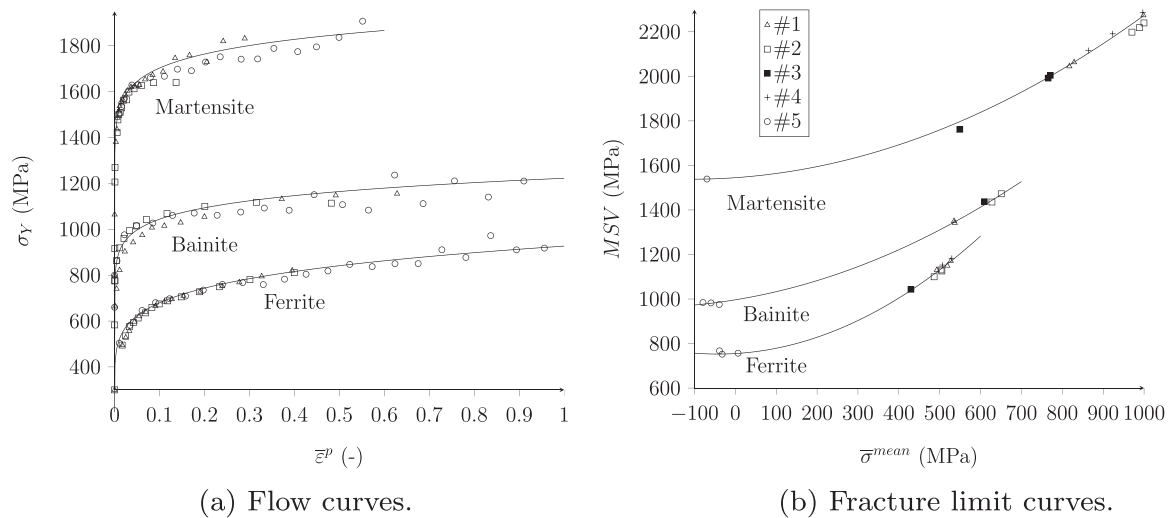 1800
1600
1400
1200
1000
800
600
400
σ_Y (MPa)
Martensite
Bainite
Ferrite
0 0.1 0.2 0.3 0.4 0.5 0.6 0.7 0.8 0.9 1
ε̅^p (-)
(a) Flow curves.
2200
2000
1800
1600
1400
1200
1000
800
600
MSV (MPa)
#1
#2
#3
#4
#5
Martensite
Bainite
Ferrite
−100 0 100 200 300 400 500 600 700 800 900 1000
σ̅^mean (MPa)
(b) Fracture limit curves.